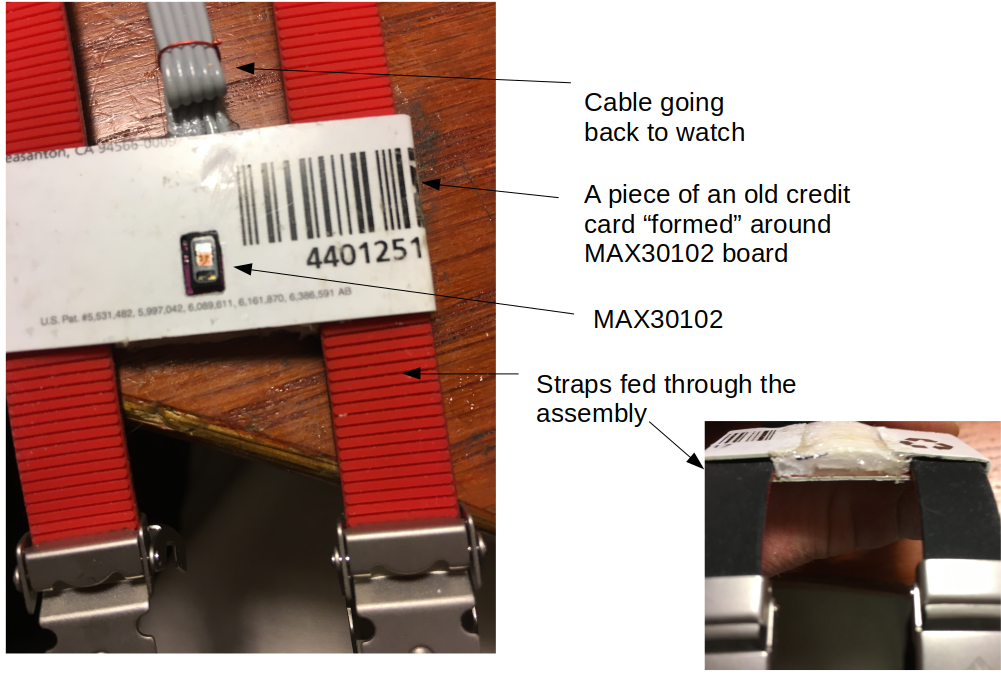 Cable going
back to watch
easanton, CA 94566-0009
A piece of an old credit
card “formed” around
MAX30102 board
4401251
MAX30102
U.S. Pat. #5,531,482, 5,997,042, 6,089,611, 6,161,870, 6,386,591 AB
Straps fed through the
assembly